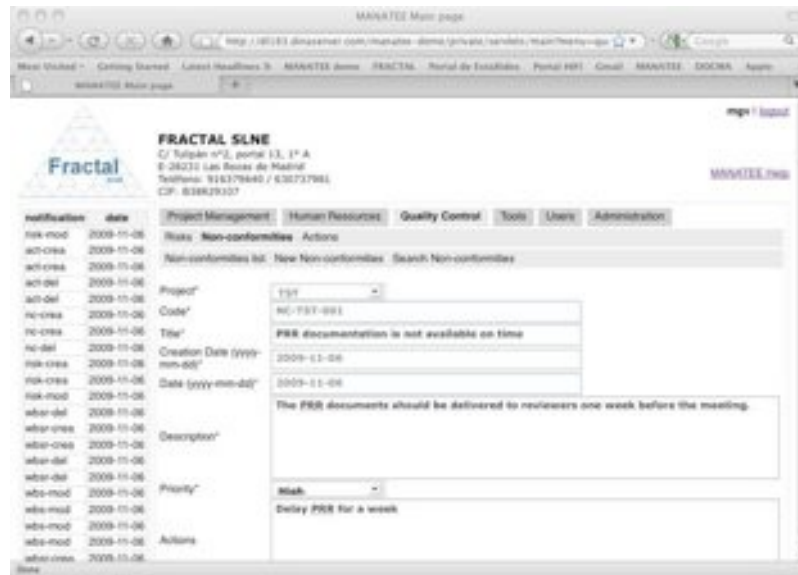 MANATEE Main page
Most Visited
Getting Started
Latest Headlines
MANATEE demo
FRACTAL
Portal de Estadistes
Gmail
MANATEE
DOCMA
Apple
MANATEE Main page
mgv | logout
Fractal
SLNE
FRACTAL SLNE
C/ Tulipán nº2, portal 13, 1º A
E-28231 Las Rozas de Madrid
MANATEE Help
notification date
Project Management Human Resources Quality Control Tools Users Administration
risk-mod 2009-11-06
Risks Non-conformities Actions
act-crea 2009-11-06
act-crea 2009-11-06
Non-conformities list New Non-conformities Search Non-conformities
act-del 2009-11-06
act-del 2009-11-06
Project* TST
nc-crea 2009-11-06
Code* NC-TST-001
nc-crea 2009-11-06
Title* PRR documentation is not available on time
nc-del 2009-11-06
Creation Date (yyyy-
mm-dd)* 2009-11-06
risk-crea 2009-11-06
risk-crea 2009-11-06
Date (yyyy-mm-dd)* 2009-11-06
risk-mod 2009-11-06
The PRR documents should be delivered to reviewers one week before the meeting.
wbsr-del 2009-11-06
wbsr-crea 2009-11-06
Description*
wbsr-crea 2009-11-06
wbsr-del 2009-11-06
wbsr-del 2009-11-06
Priority* High
wbs-mod 2009-11-06
Delay PRR for a week
wbs-mod 2009-11-06
wbs-mod 2009-11-06
Actions
wbs-mod 2009-11-06
wbsr-crea 2009-11-06
Done